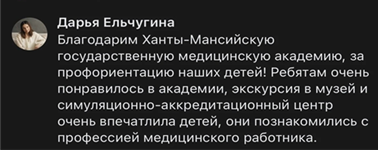 Дарья Ельчугина
Благодарим Ханты-Мансийскую
государственную медицинскую академию, за
профориентацию наших детей! Ребятам очень
понравилось в академии, экскурсия в музей и
симуляционно-аккредитационный центр
очень впечатлила детей, они познакомились с
профессией медицинского работника.